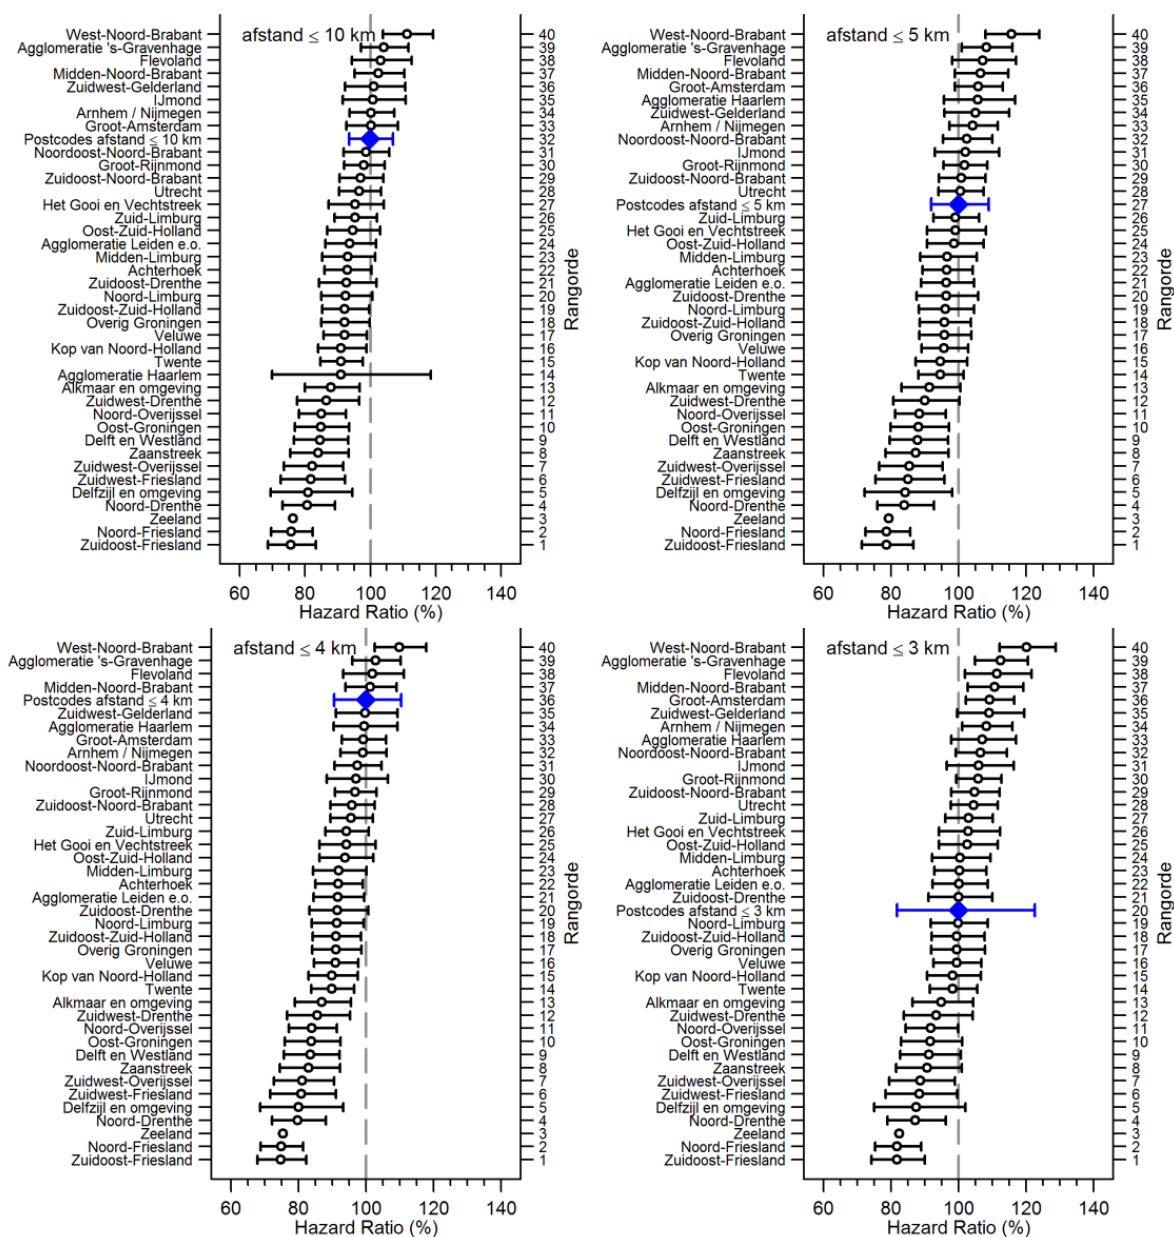 afstand ≤ 10 km
West-Noord-Brabant 40
Agglomeratie 's-Gravenhage 39
Flevoland 38
Midden-Noord-Brabant 37
Zuidwest-Gelderland 36
IJmond 35
Arnhem / Nijmegen 34
Groot-Amsterdam 33
Postcodes afstand ≤ 10 km 32
Noordoost-Noord-Brabant 31
Groot-Rijnmond 30
Zuidoost-Noord-Brabant 29
Utrecht 28
Het Gooi en Vechtstreek 27
Zuid-Limburg 26
Oost-Zuid-Holland 25
Agglomeratie Leiden e.o. 24
Midden-Limburg 23
Achterhoek 22
Zuidoost-Drenthe 21
Noord-Limburg 20
Zuidoost-Zuid-Holland 19
Overig Groningen 18
Veluwe 17
Kop van Noord-Holland 16
Twente 15
Agglomeratie Haarlem 14
Alkmaar en omgeving 13
Zuidwest-Drenthe 12
Noord-Overijssel 11
Oost-Groningen 10
Delft en Westland 9
Zaanstreek 8
Zuidwest-Overijssel 7
Zuidwest-Friesland 6
Delfzijl en omgeving 5
Noord-Drenthe 4
Zeeland 3
Noord-Friesland 2
Zuidoost-Friesland 1
Rangorde
60 80 100 120 140
Hazard Ratio (%)
afstand ≤ 5 km
West-Noord-Brabant 40
Agglomeratie 's-Gravenhage 39
Flevoland 38
Midden-Noord-Brabant 37
Groot-Amsterdam 36
Agglomeratie Haarlem 35
Zuidwest-Gelderland 34
Arnhem / Nijmegen 33
Noordoost-Noord-Brabant 32
IJmond 31
Groot-Rijnmond 30
Zuidoost-Noord-Brabant 29
Utrecht 28
Postcodes afstand ≤ 5 km 27
Zuid-Limburg 26
Het Gooi en Vechtstreek 25
Oost-Zuid-Holland 24
Midden-Limburg 23
Achterhoek 22
Agglomeratie Leiden e.o. 21
Zuidoost-Drenthe 20
Noord-Limburg 19
Zuidoost-Zuid-Holland 18
Overig Groningen 17
Veluwe 16
Kop van Noord-Holland 15
Twente 14
Alkmaar en omgeving 13
Zuidwest-Drenthe 12
Noord-Overijssel 11
Oost-Groningen 10
Delft en Westland 9
Zaanstreek 8
Zuidwest-Overijssel 7
Zuidwest-Friesland 6
Delfzijl en omgeving 5
Noord-Drenthe 4
Zeeland 3
Noord-Friesland 2
Zuidoost-Friesland 1
Rangorde
60 80 100 120 140
Hazard Ratio (%)
afstand ≤ 4 km
West-Noord-Brabant 40
Agglomeratie 's-Gravenhage 39
Flevoland 38
Midden-Noord-Brabant 37
Postcodes afstand ≤ 4 km 36
Zuidwest-Gelderland 35
Agglomeratie Haarlem 34
Groot-Amsterdam 33
Arnhem / Nijmegen 32
Noordoost-Noord-Brabant 31
IJmond 30
Groot-Rijnmond 29
Zuidoost-Noord-Brabant 28
Utrecht 27
Zuid-Limburg 26
Het Gooi en Vechtstreek 25
Oost-Zuid-Holland 24
Midden-Limburg 23
Achterhoek 22
Agglomeratie Leiden e.o. 21
Zuidoost-Drenthe 20
Noord-Limburg 19
Zuidoost-Zuid-Holland 18
Overig Groningen 17
Veluwe 16
Kop van Noord-Holland 15
Twente 14
Alkmaar en omgeving 13
Zuidwest-Drenthe 12
Noord-Overijssel 11
Oost-Groningen 10
Delft en Westland 9
Zaanstreek 8
Zuidwest-Overijssel 7
Zuidwest-Friesland 6
Delfzijl en omgeving 5
Noord-Drenthe 4
Zeeland 3
Noord-Friesland 2
Zuidoost-Friesland 1
Rangorde
60 80 100 120 140
Hazard Ratio (%)
afstand ≤ 3 km
West-Noord-Brabant 40
Agglomeratie 's-Gravenhage 39
Flevoland 38
Midden-Noord-Brabant 37
Groot-Amsterdam 36
Zuidwest-Gelderland 35
Arnhem / Nijmegen 34
Agglomeratie Haarlem 33
Noordoost-Noord-Brabant 32
IJmond 31
Groot-Rijnmond 30
Zuidoost-Noord-Brabant 29
Utrecht 28
Zuid-Limburg 27
Het Gooi en Vechtstreek 26
Oost-Zuid-Holland 25
Midden-Limburg 24
Achterhoek 23
Agglomeratie Leiden e.o. 22
Zuidoost-Drenthe 21
Postcodes afstand ≤ 3 km 20
Noord-Limburg 19
Zuidoost-Zuid-Holland 18
Overig Groningen 17
Veluwe 16
Kop van Noord-Holland 15
Twente 14
Alkmaar en omgeving 13
Zuidwest-Drenthe 12
Noord-Overijssel 11
Oost-Groningen 10
Delft en Westland 9
Zaanstreek 8
Zuidwest-Overijssel 7
Zuidwest-Friesland 6
Delfzijl en omgeving 5
Noord-Drenthe 4
Zeeland 3
Noord-Friesland 2
Zuidoost-Friesland 1
Rangorde
60 80 100 120 140
Hazard Ratio (%)